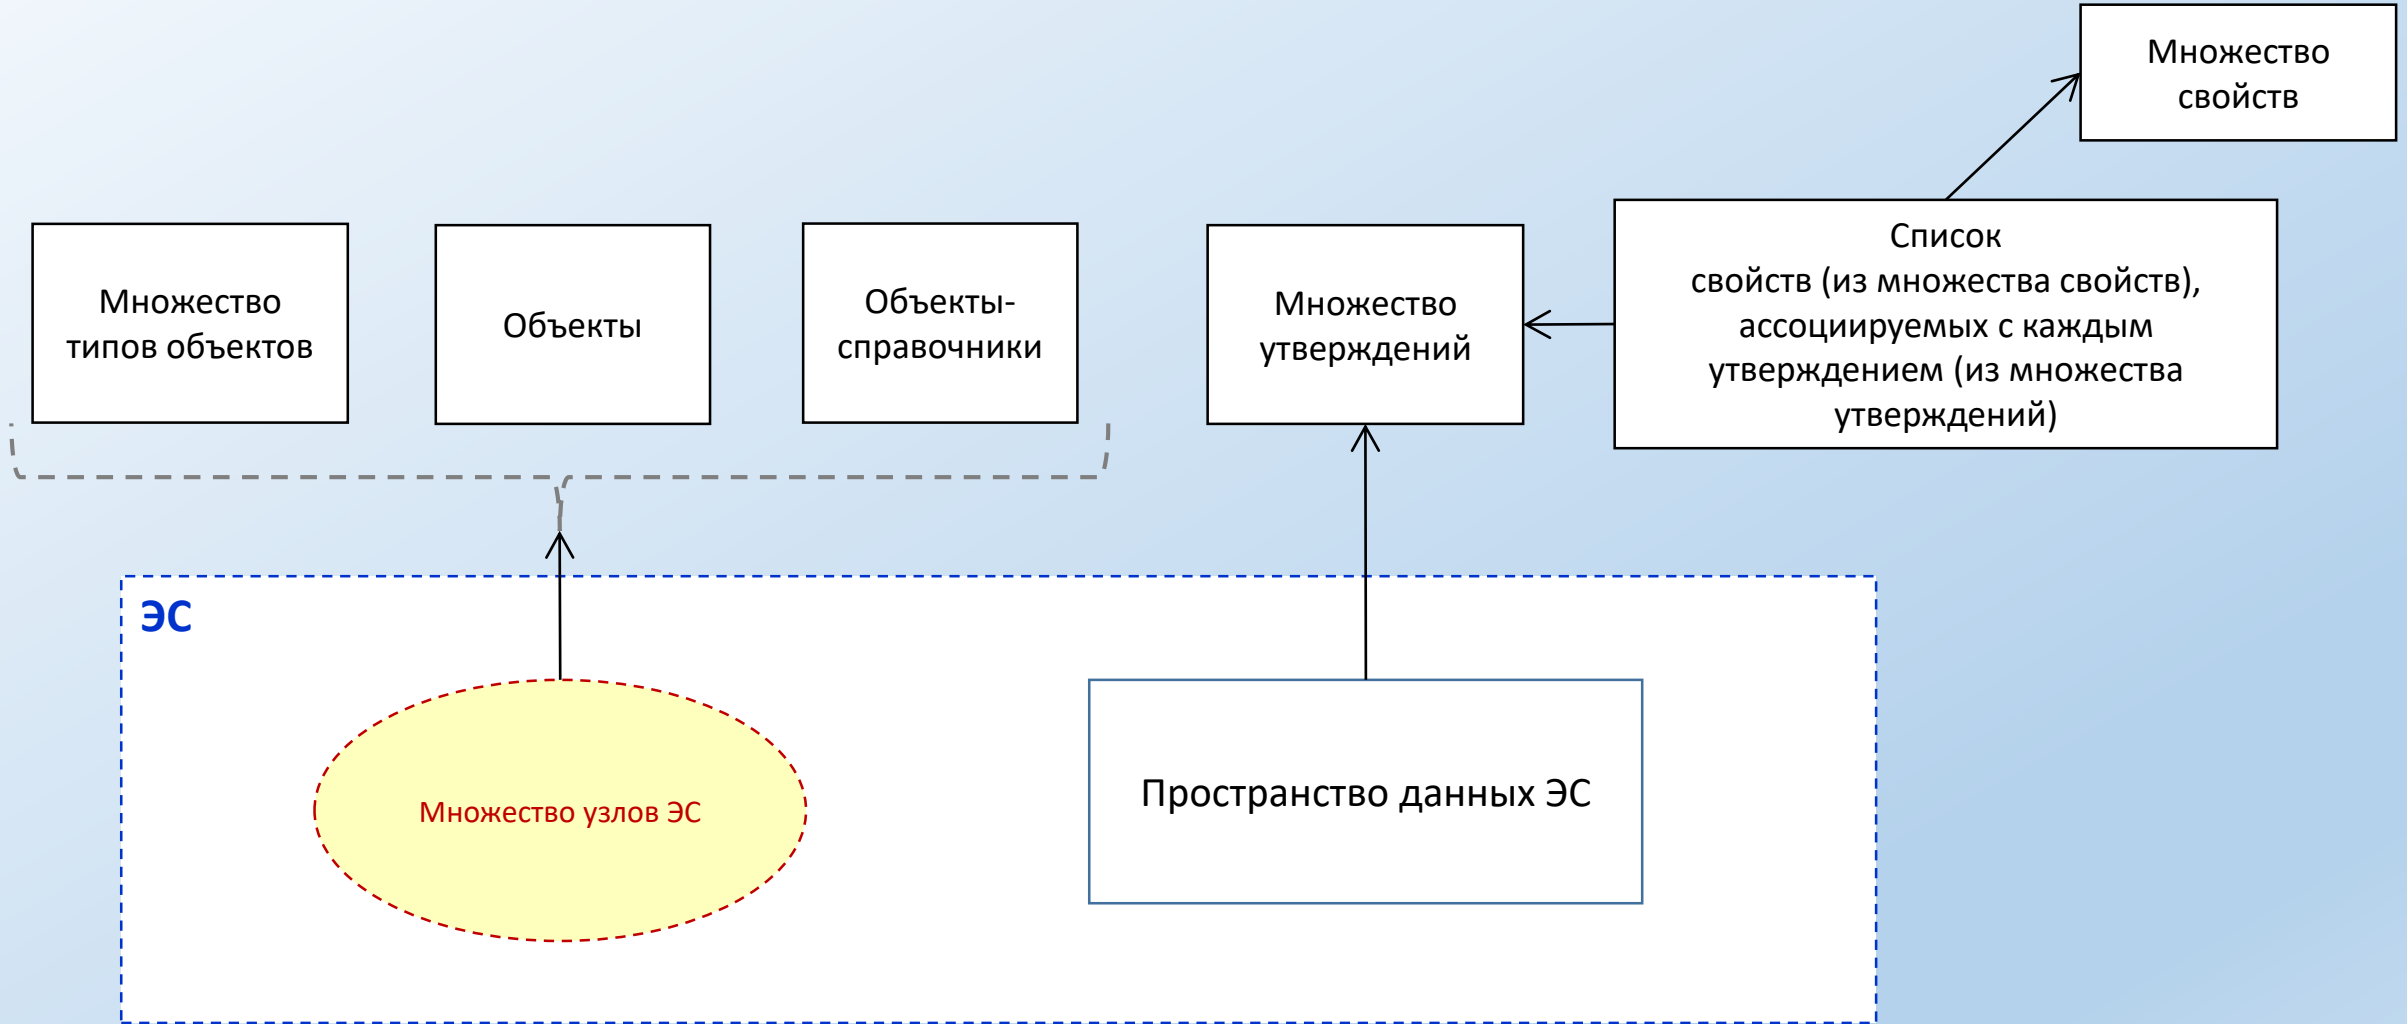 Множество
свойств
Множество
типов объектов
Объекты
Объекты-
справочники
Множество
утверждений
Список
свойств (из множества свойств),
ассоциируемых с каждым
утверждением (из множества
утверждений)
ЭС
Множество узлов ЭС
Пространство данных ЭС